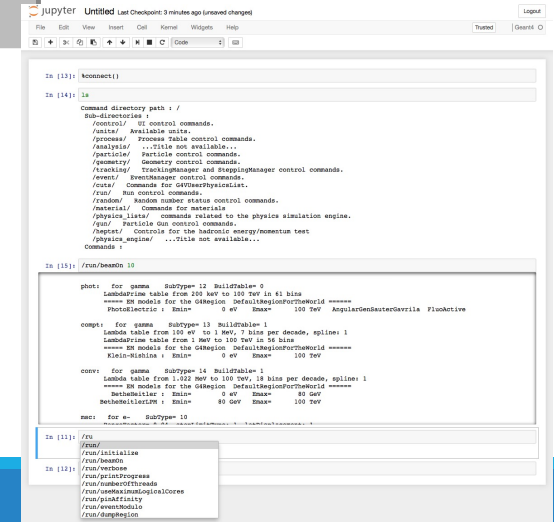 jupyter Untitled Last Checkpoint: 3 minutes ago (unsaved changes)
Logout
File Edit View Insert Cell Kernel Widgets Help
Trusted
Geant4
Code
In [13]: %connect()
In [14]: ls
Command directory path : /
Sub-directories :
/control/ UI control commands.
/units/ Available units.
/process/ Process Table control commands.
/analysis/ ...Title not available...
/particle/ Particle control commands.
/geometry/ Geometry control commands.
/tracking/ TrackingManager and SteppingManager control commands.
/event/ EventManager control commands.
/cuts/ Commands for G4VUserPhysicsList.
/run/ Run control commands.
/random/ Random number status control commands.
/material/ Commands for materials
/physics_lists/ commands related to the physics simulation engine.
/gun/ Particle Gun control commands.
/heptst/ Controls for the hadronic energy/momentum test
/physics_engine/ ...Title not available...
Commands :
In [15]: /run/beamOn 10
phot: for gamma SubType= 12 BuildTable= 0
LambdaPrime table from 200 keV to 100 TeV in 61 bins
===== EM models for the G4Region DefaultRegionForTheWorld ======
PhotoElectric : Emin= 0 eV Emax= 100 TeV AngularGenSauterGavrila FluoActive
compt: for gamma SubType= 13 BuildTable= 1
Lambda table from 100 eV to 1 MeV, 7 bins per decade, spline: 1
LambdaPrime table from 1 MeV to 100 TeV in 56 bins
===== EM models for the G4Region DefaultRegionForTheWorld ======
Klein-Nishina : Emin= 0 eV Emax= 100 TeV
conv: for gamma SubType= 14 BuildTable= 1
Lambda table from 1.022 MeV to 100 TeV, 18 bins per decade, spline: 1
===== EM models for the G4Region DefaultRegionForTheWorld ======
BetheHeitler : Emin= 0 eV Emax= 80 GeV
BetheHeitlerLPM : Emin= 80 GeV Emax= 100 TeV
msc: for e- SubType= 10
In [11]: /ru
/run/
/run/initialize
In [12]:
/run/beamOn
/run/verbose
/run/printProgress
/run/numberOfThreads
/run/useMaximumLogicalCores
/run/pinAffinity
/run/eventModulo
/run/dumpRegion